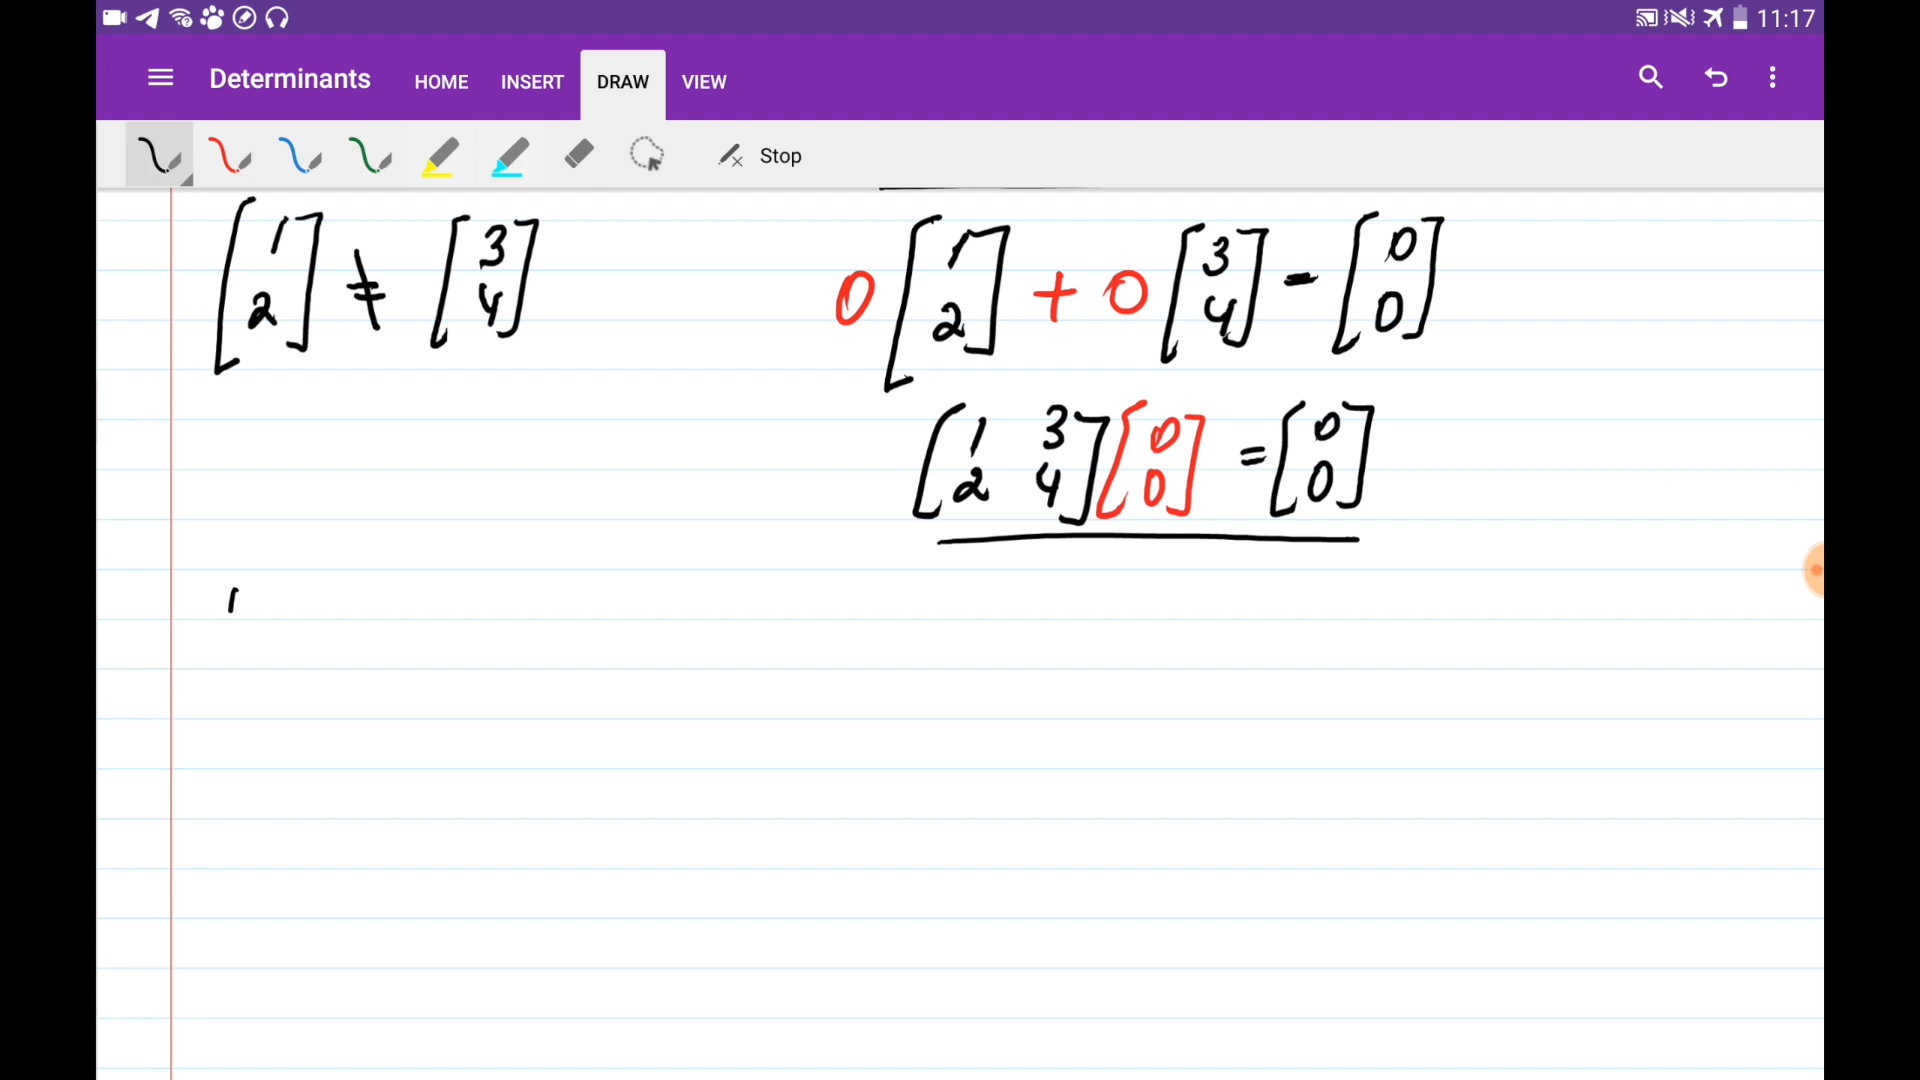 11:17
Determinants HOME INSERT DRAW VIEW
Stop
[1 2] ≠ [3 4]
0 [1 2] + 0 [3 4] = [0 0]
[1 3
2 4] [0 0] = [0 0]